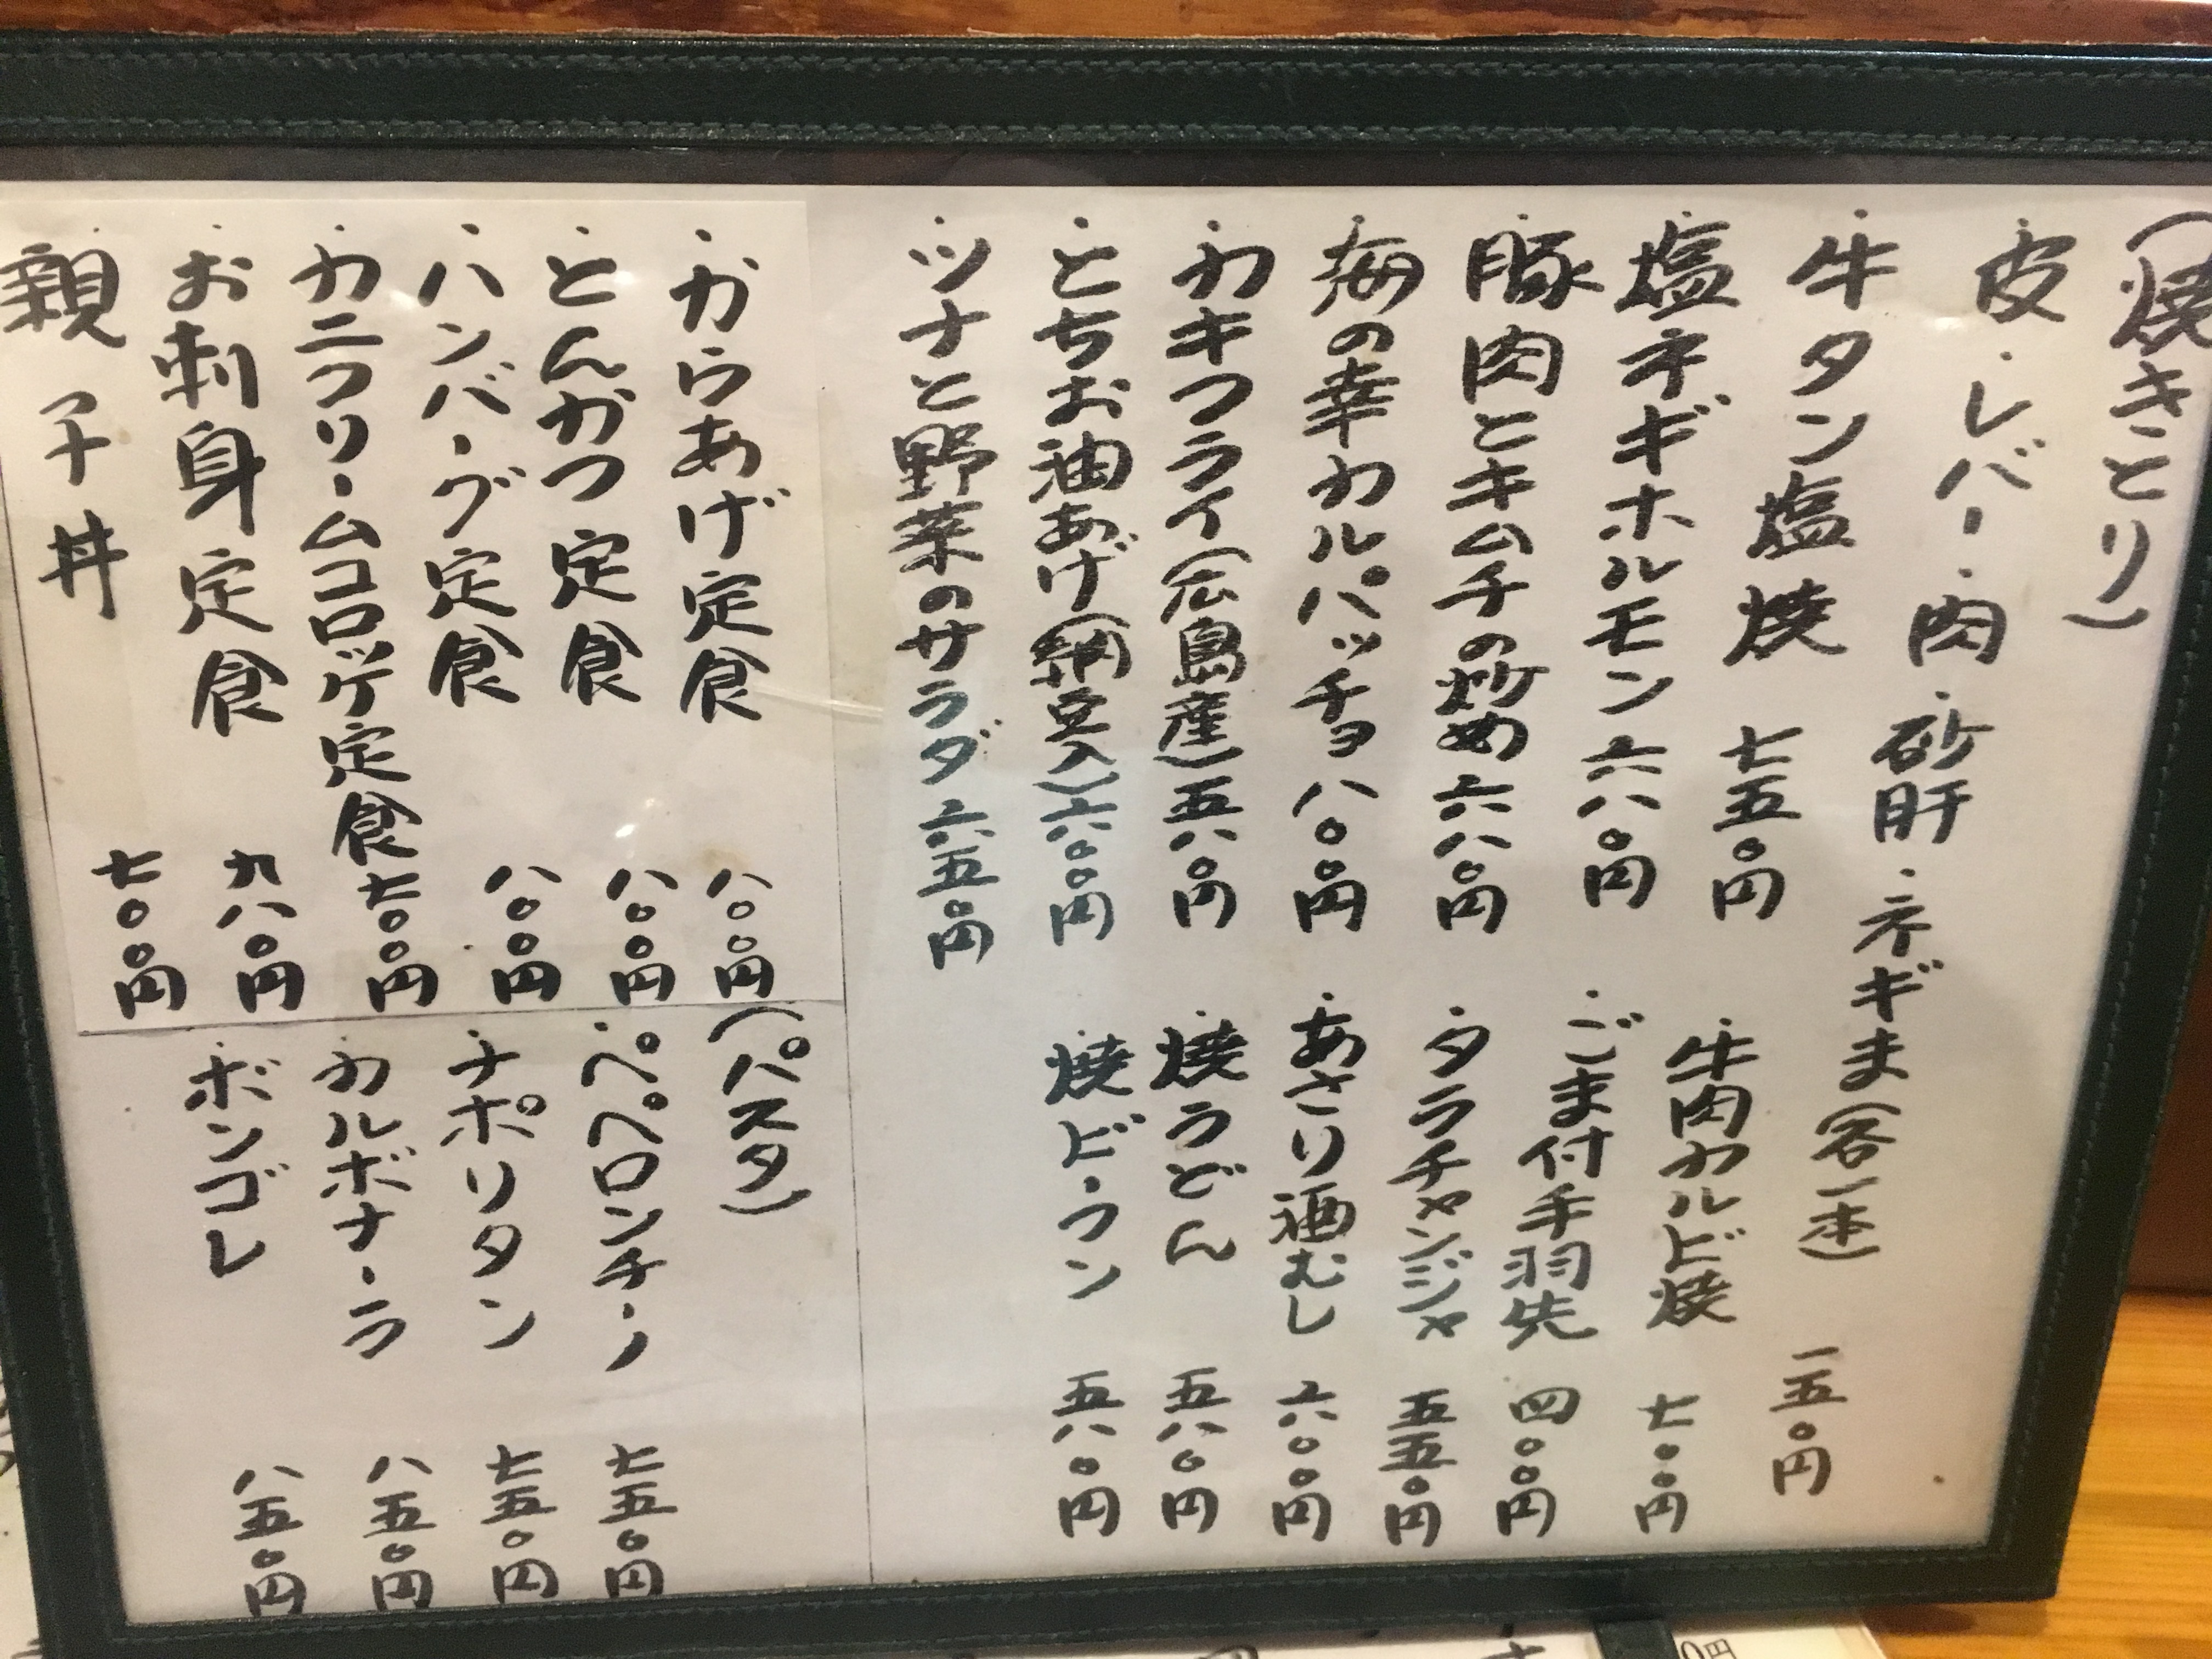 (焼きとり)
・皮・レバー・肉・砂肝・ネギま(各一本) 一五〇円
・牛タン塩焼 七五〇円
・塩ネギホルモン 六八〇円
・豚肉とキムチの炒め 六八〇円
・海の幸カルパッチョ 八〇〇円
・カキフライ(広島産) 五八〇円
・とちお油あげ(納豆入) 六〇〇円
・ツナと野菜のサラダ 六五〇円
・牛肉カルビ焼 七〇〇円
・ごま付手羽先 四〇〇円
・タラチャンジャ 五五〇円
・あさり酒むし 六〇〇円
・焼うどん 五八〇円
・焼ビーフン 五八〇円
・からあげ定食 八〇〇円
・とんかつ定食 八〇〇円
・ハンバーグ定食 八〇〇円
・カニクリームコロッケ定食 七〇〇円
・お刺身定食 九八〇円
・親子丼 七〇〇円
(パスタ)
・ペペロンチーノ 七五〇円
・ナポリタン 七五〇円
・カルボナーラ 八五〇円
・ボンゴレ 八五〇円